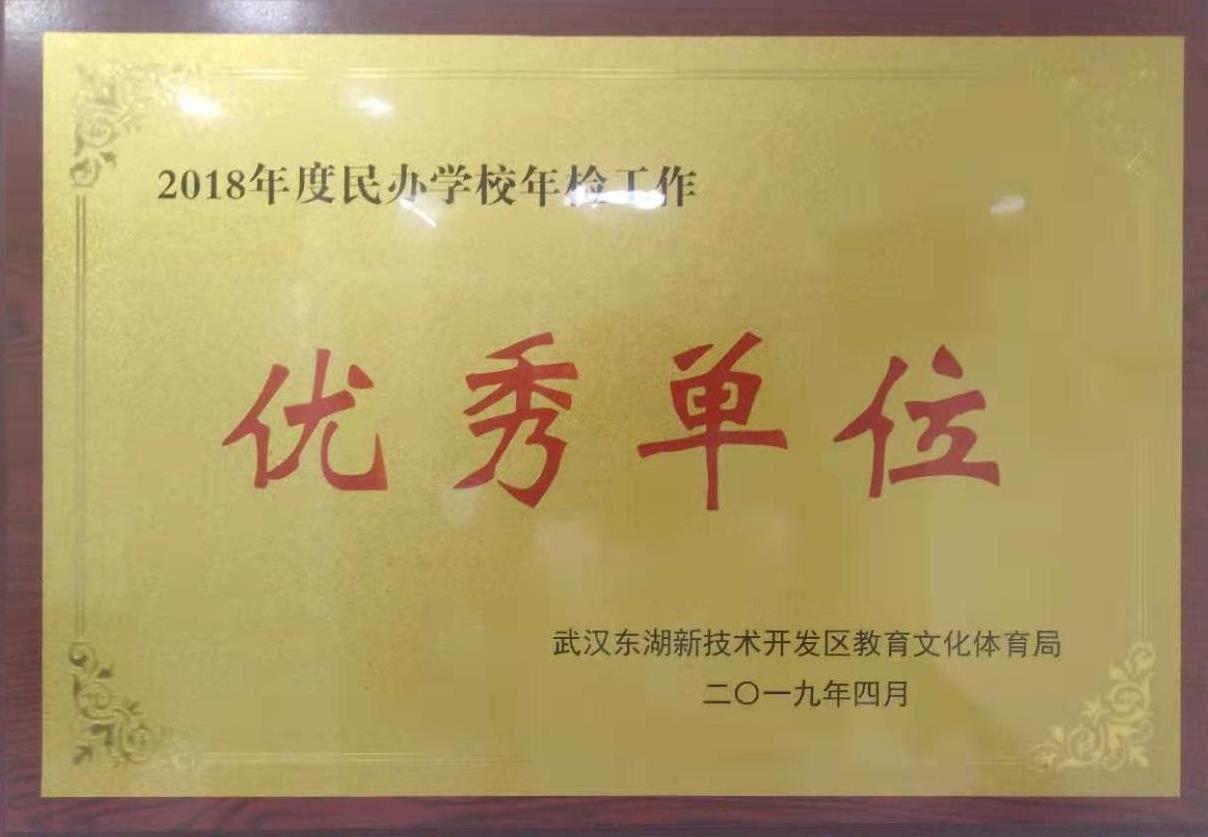 2018年度民办学校年检工作
优秀单位
武汉东湖新技术开发区教育文化体育局
二〇一九年四月